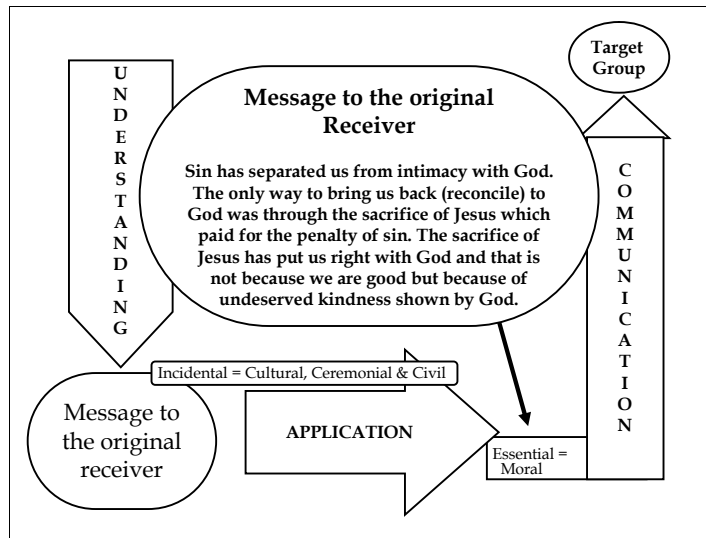 UNDERSTANDING
Message to the original
Receiver
Sin has separated us from intimacy with God.
The only way to bring us back (reconcile) to
God was through the sacrifice of Jesus which
paid for the penalty of sin. The sacrifice of
Jesus has put us right with God and that is
not because we are good but because of
undeserved kindness shown by God.
Target
Group
COMMUNICATION
Incidental = Cultural, Ceremonial & Civil
Message to
the original
receiver
APPLICATION
Essential =
Moral